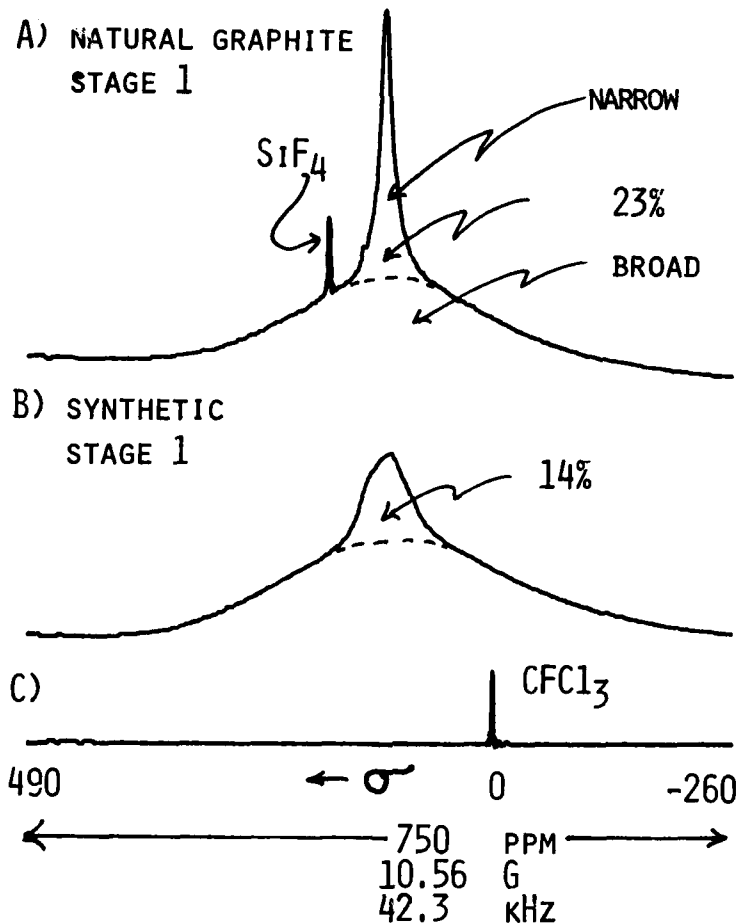 A) NATURAL GRAPHITE
STAGE 1
NARROW
SiF4
23%
BROAD
B) SYNTHETIC
STAGE 1
14%
C)
CFCl3
490 ← σ 0 -260
750 PPM
10.56 G
42.3 kHz